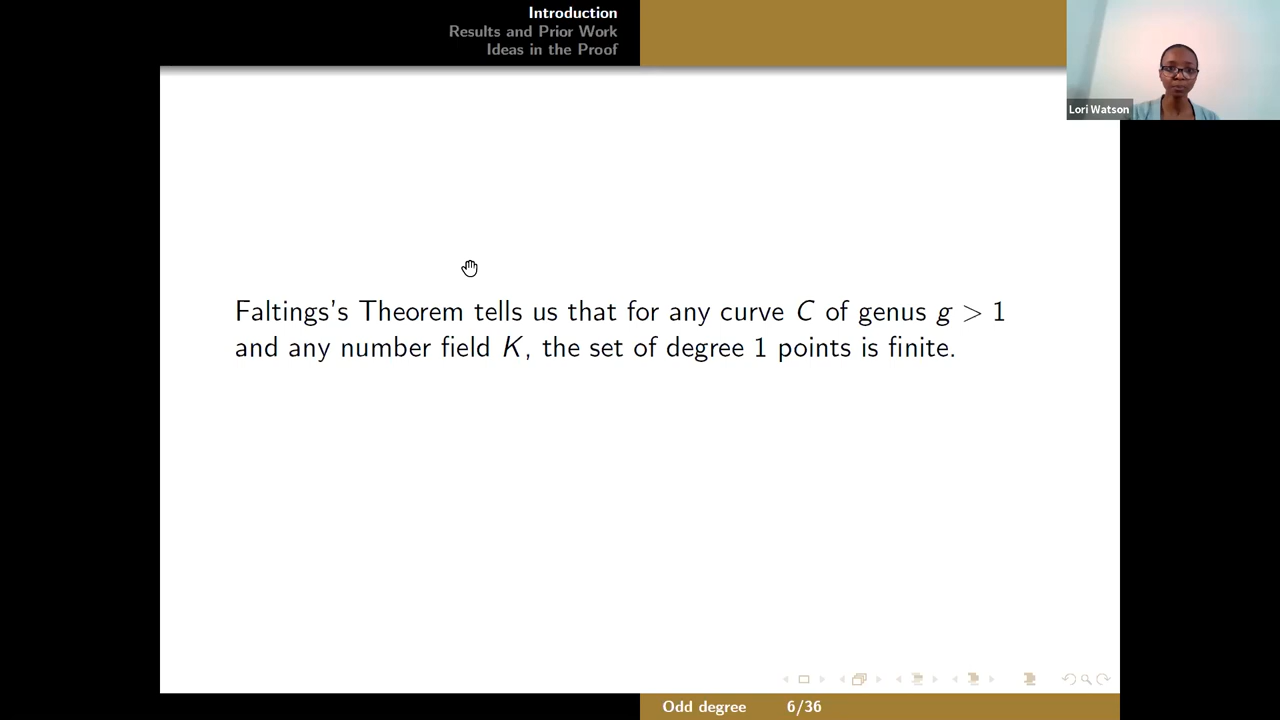 Introduction
Results and Prior Work
Ideas in the Proof
Lori Watson
Faltings's Theorem tells us that for any curve C of genus g > 1
and any number field K, the set of degree 1 points is finite.
Odd degree 6/36